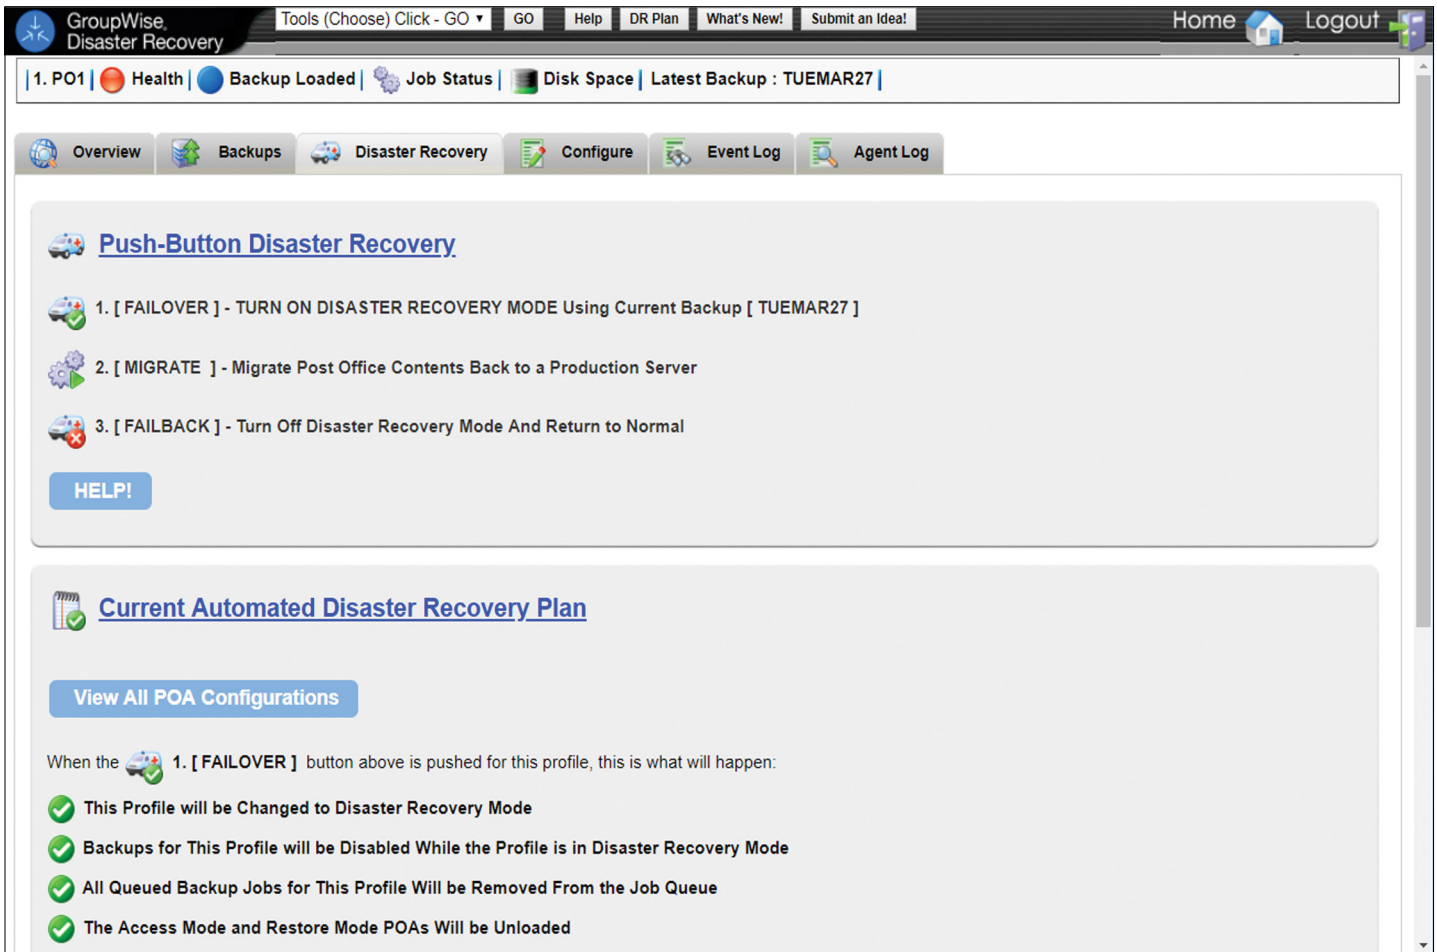 GroupWise.
Disaster Recovery
Tools (Choose) Click - GO
GO
Help
DR Plan
What's New!
Submit an Idea!
Home
Logout
1. PO1
Health
Backup Loaded
Job Status
Disk Space
Latest Backup : TUEMAR27
Overview
Backups
Disaster Recovery
Configure
Event Log
Agent Log
Push-Button Disaster Recovery
1. [ FAILOVER ] - TURN ON DISASTER RECOVERY MODE Using Current Backup [ TUEMAR27 ]
2. [ MIGRATE ] - Migrate Post Office Contents Back to a Production Server
3. [ FAILBACK ] - Turn Off Disaster Recovery Mode And Return to Normal
HELP!
Current Automated Disaster Recovery Plan
View All POA Configurations
When the 1. [ FAILOVER ] button above is pushed for this profile, this is what will happen:
This Profile will be Changed to Disaster Recovery Mode
Backups for This Profile will be Disabled While the Profile is in Disaster Recovery Mode
All Queued Backup Jobs for This Profile Will be Removed From the Job Queue
The Access Mode and Restore Mode POAs Will be Unloaded